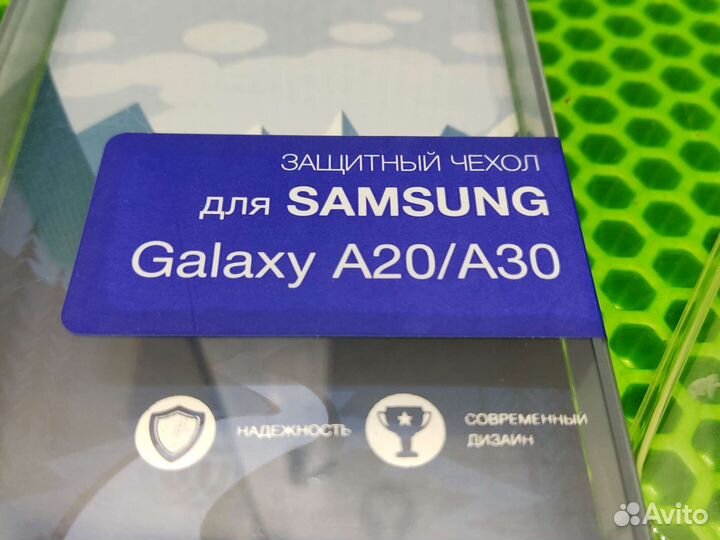 ЗАЩИТНЫЙ ЧЕХОЛ
для SAMSUNG
Galaxy A20/A30
НАДЕЖНОСТЬ
СОВРЕМЕННЫЙ
ДИЗАЙН
Avito